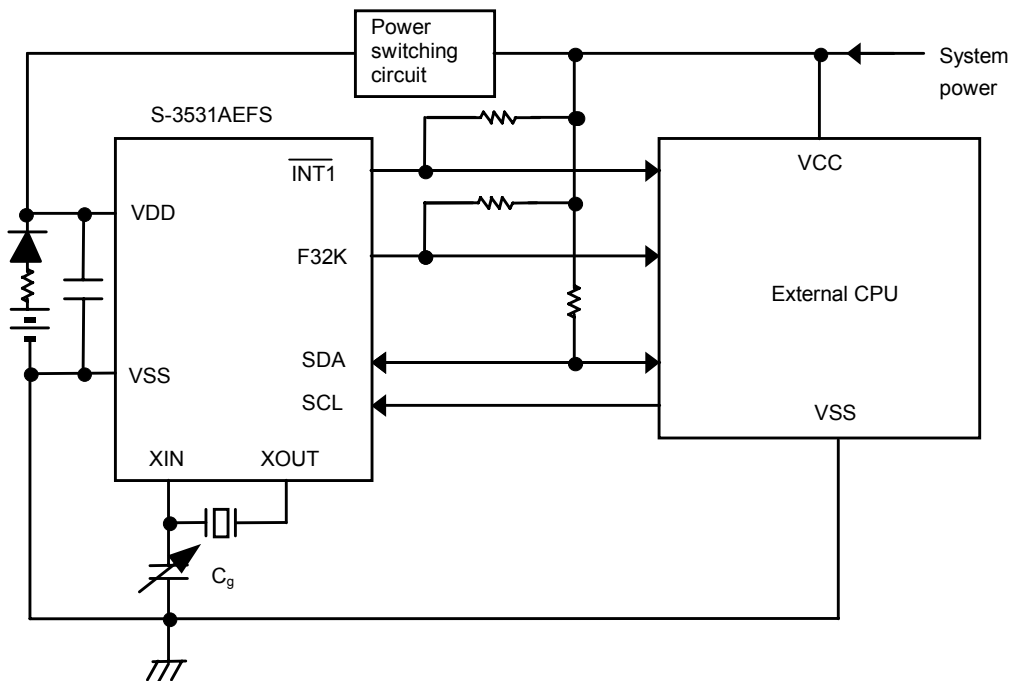 Power
switching
circuit
System
power
S-3531AEFS
INT1
VCC
VDD
F32K
External CPU
SDA
VSS
SCL
VSS
XIN
XOUT
Cg